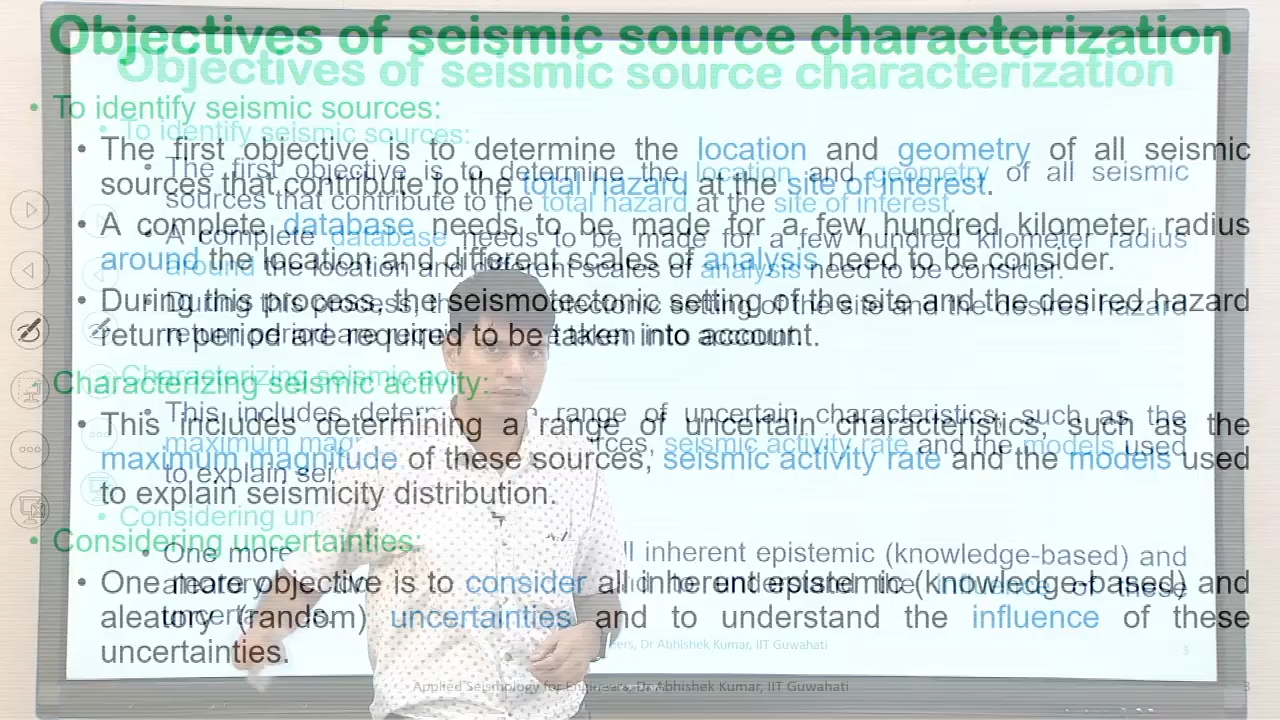 Objectives of seismic source characterization
• To identify seismic sources:
• The first objective is to determine the location and geometry of all seismic
sources that contribute to the total hazard at the site of interest.
• A complete database needs to be made for a few hundred kilometer radius
around the location and different scales of analysis need to be consider.
• During this process, the seismotectonic setting of the site and the desired hazard
return period are required to be taken into account.
• Characterizing seismic activity:
• This includes determining a range of uncertain characteristics, such as the
maximum magnitude of these sources, seismic activity rate and the models used
to explain seismicity distribution.
• Considering uncertainties:
• One more objective is to consider all inherent epistemic (knowledge-based) and
aleatory (random) uncertainties and to understand the influence of these
uncertainties.
Applied Seismology for Engineers, Dr Abhishek Kumar, IIT Guwahati
3